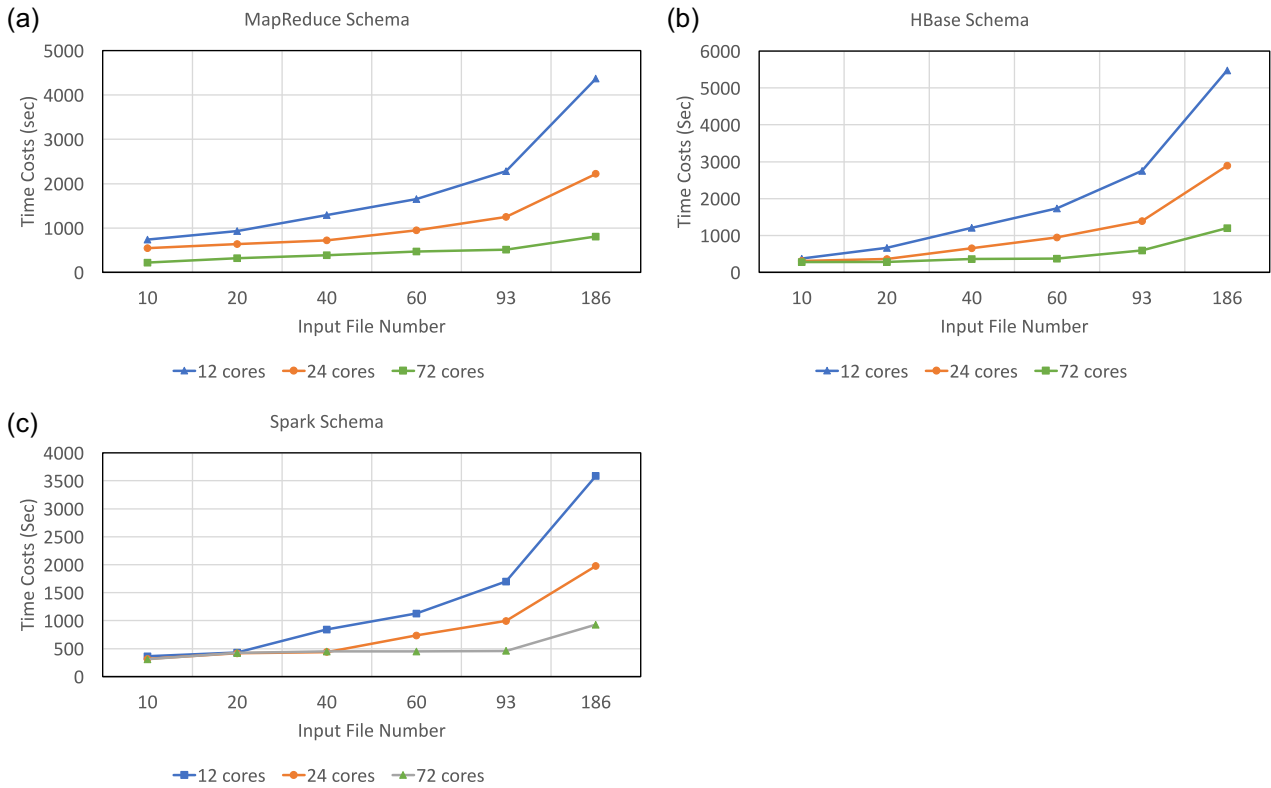 (a)
MapReduce Schema
5000
4000
3000
2000
1000
0
Time Costs (sec)
10 20 40 60 93 186
Input File Number
12 cores 24 cores 72 cores
(b)
HBase Schema
6000
5000
4000
3000
2000
1000
0
Time Costs (Sec)
10 20 40 60 93 186
Input File Number
12 cores 24 cores 72 cores
(c)
Spark Schema
4000
3500
3000
2500
2000
1500
1000
500
0
Time Costs (Sec)
10 20 40 60 93 186
Input File Number
12 cores 24 cores 72 cores